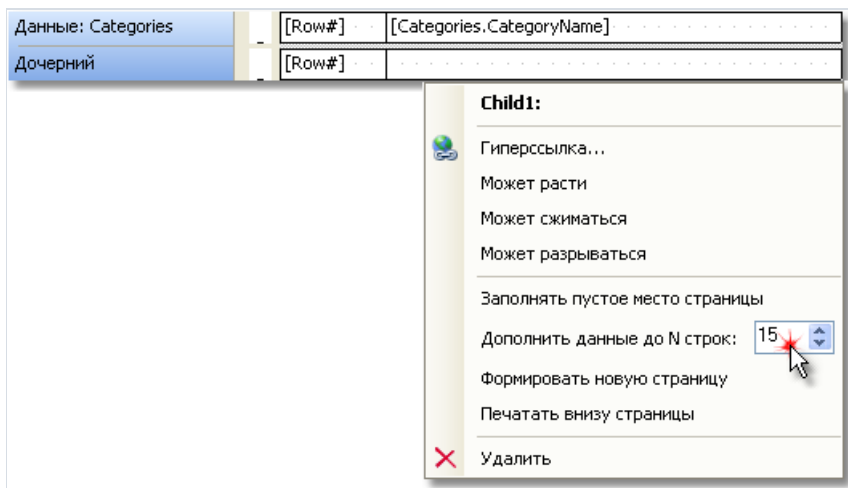 Данные: Categories [Row#] [Categories.CategoryName]
Дочерний [Row#]
Child1:
Гиперссылка...
Может расти
Может сжиматься
Может разрываться
Заполнять пустое место страницы
Дополнить данные до N строк: 15
Формировать новую страницу
Печатать внизу страницы
Удалить